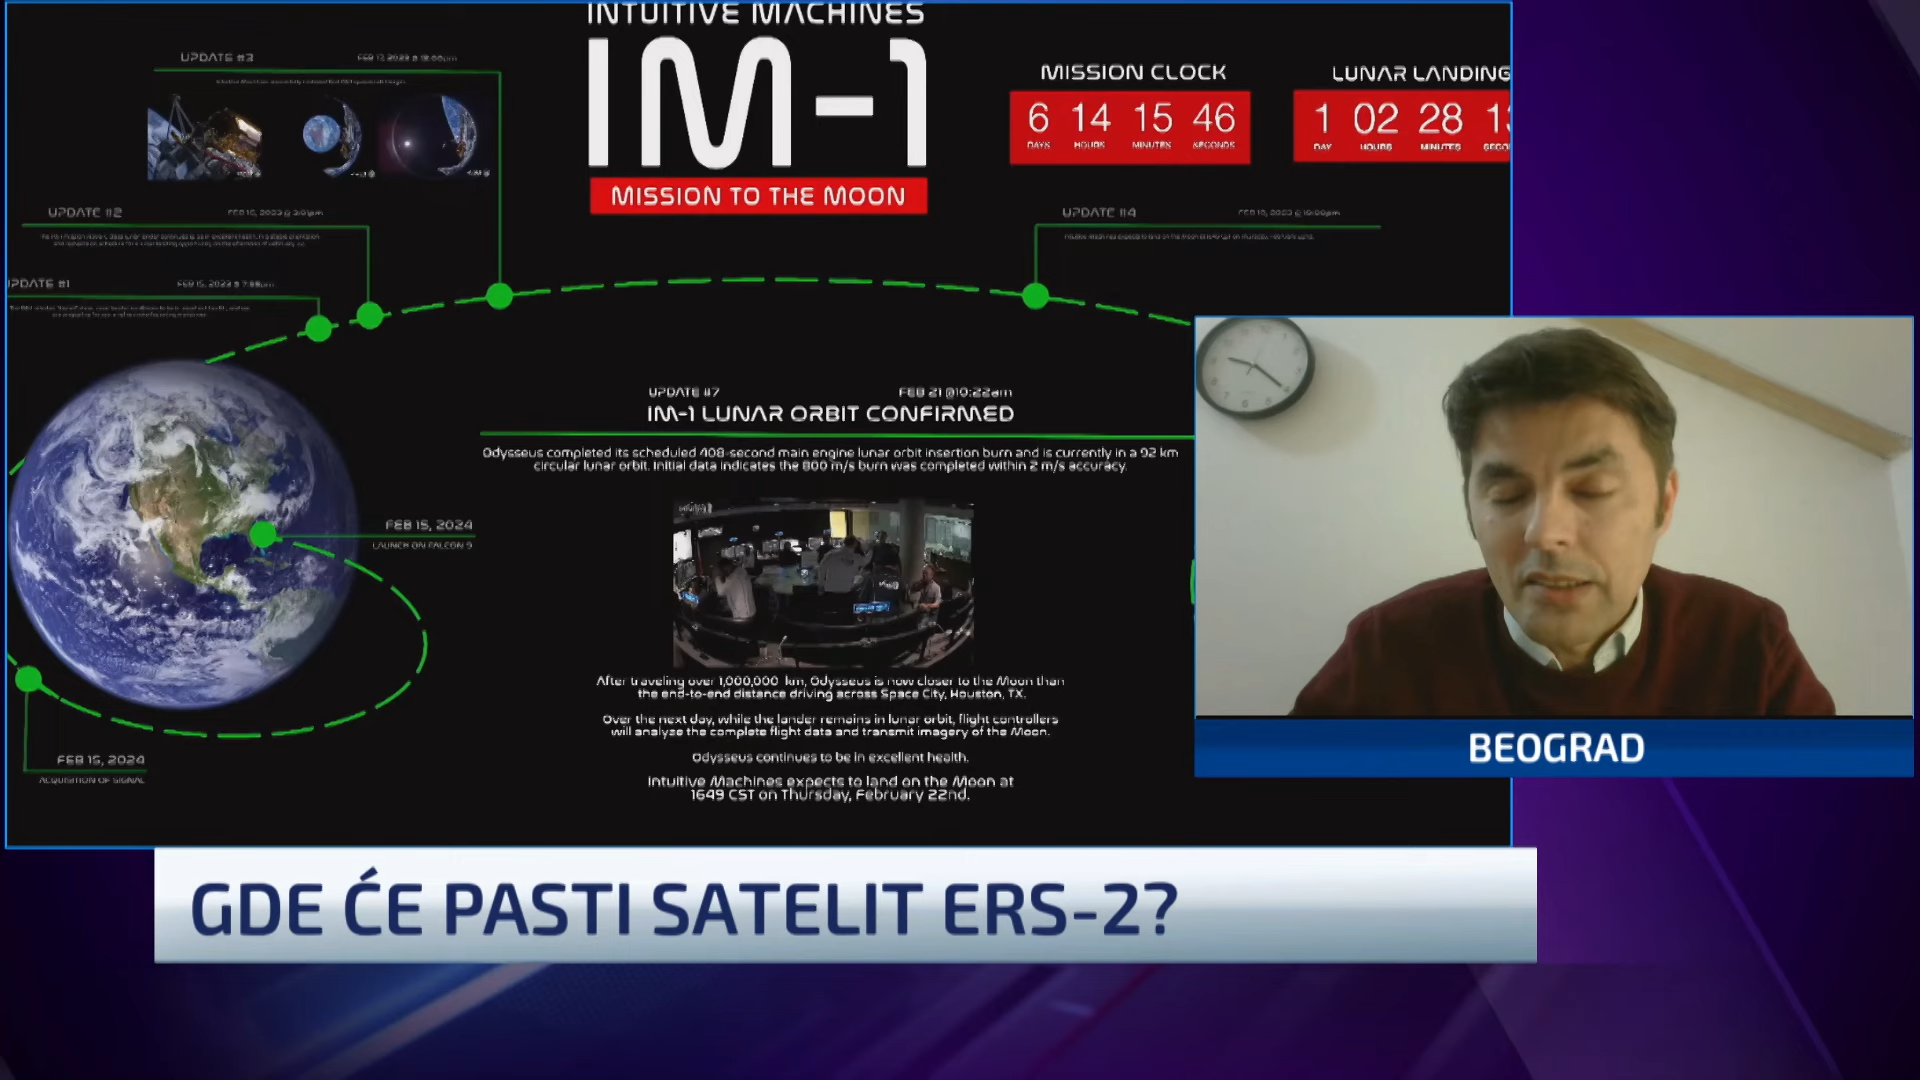 INTUITIVE MACHINES
IM-1
MISSION TO THE MOON
MISSION CLOCK
6 14 15 46
DAYS HOURS MINUTES SECONDS
LUNAR LANDING
1 02 28 13
DAY HOURS MINUTES SECO
UPDATE #3
UPDATE #2
UPDATE #1
UPDATE #4
UPDATE #7 FEB 21 @10:22am
IM-1 LUNAR ORBIT CONFIRMED
Odysseus completed its scheduled 408-second main engine lunar orbit insertion burn and is currently in a 92 km
circular lunar orbit. Initial data indicates the 800 m/s burn was completed within 2 m/s accuracy.
FEB 15, 2024
LAUNCH ON FALCON 9
After traveling over 1,000,000 km, Odysseus is now closer to the Moon than
the end-to-end distance driving across Space City, Houston, TX.
Over the next day, while the lander remains in lunar orbit, flight controllers
will analyze the complete flight data and transmit imagery of the Moon.
Odysseus continues to be in excellent health.
Intuitive Machines expects to land on the Moon at
1649 CST on Thursday, February 22nd.
FEB 15, 2024
ACQUISITION OF SIGNAL
BEOGRAD
GDE ĆE PASTI SATELIT ERS-2?